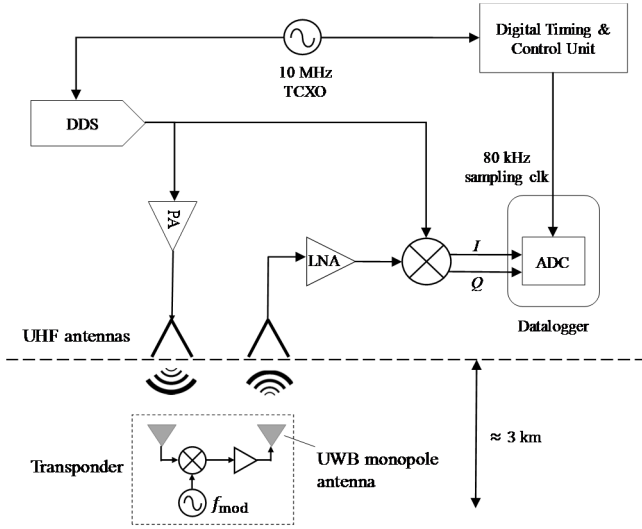 Digital Timing &
Control Unit
10 MHz
TCXO
DDS
80 kHz
sampling clk
PA
LNA
I
Q
ADC
Datalogger
UHF antennas
≈ 3 km
Transponder
UWB monopole
antenna
fmod